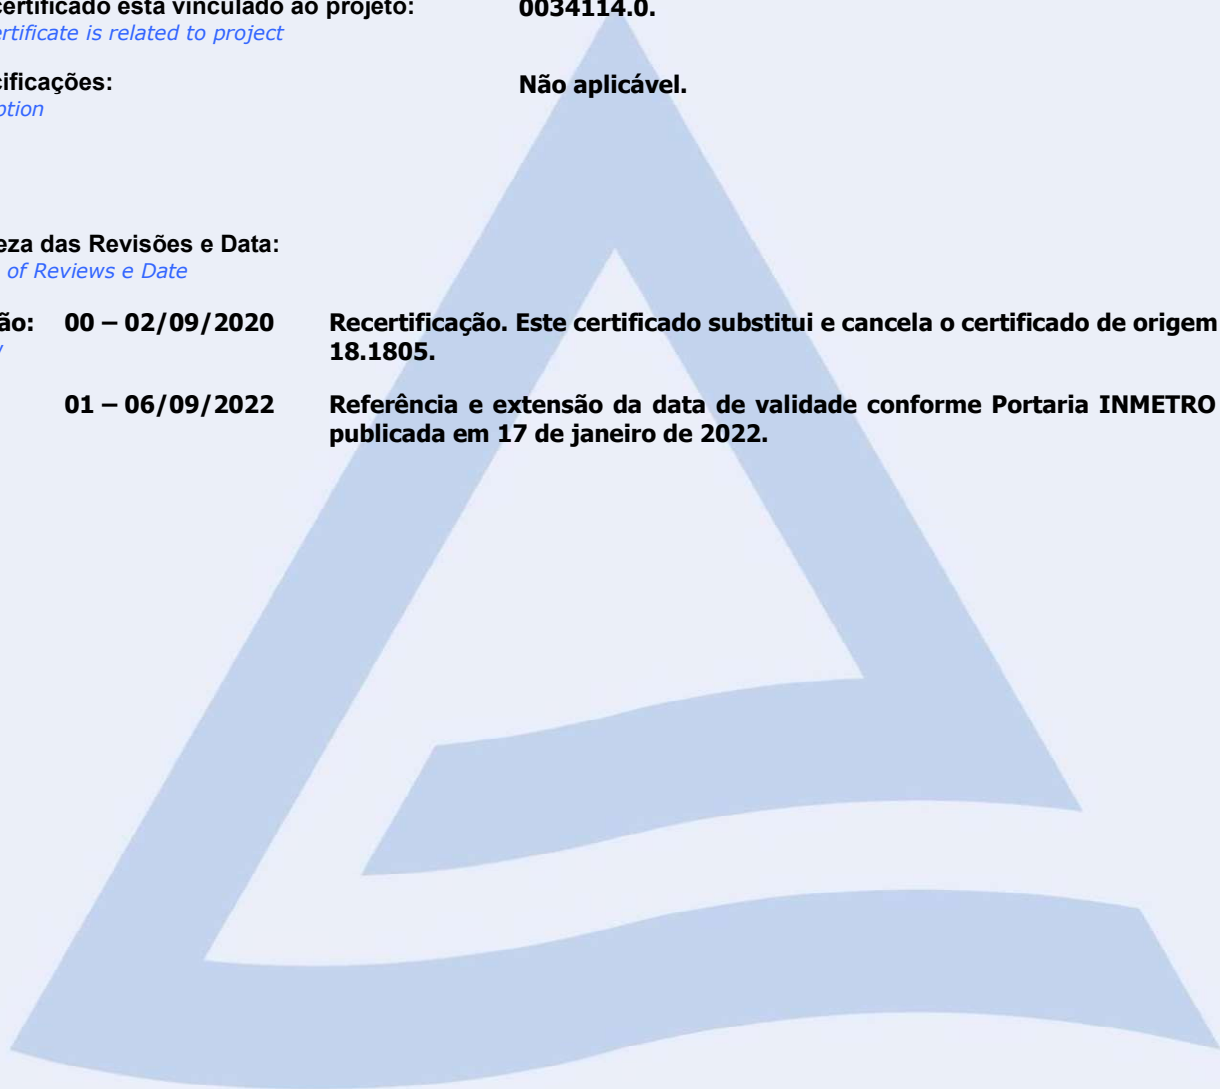 certificado está vinculado ao projeto: 0034114.0.
ertificate is related to project
cificações: Não aplicável.
otion
eza das Revisões e Data:
of Reviews e Date
ão: 00 – 02/09/2020 Recertificação. Este certificado substitui e cancela o certificado de origem
18.1805.
01 – 06/09/2022 Referência e extensão da data de validade conforme Portaria INMETRO
publicada em 17 de janeiro de 2022.